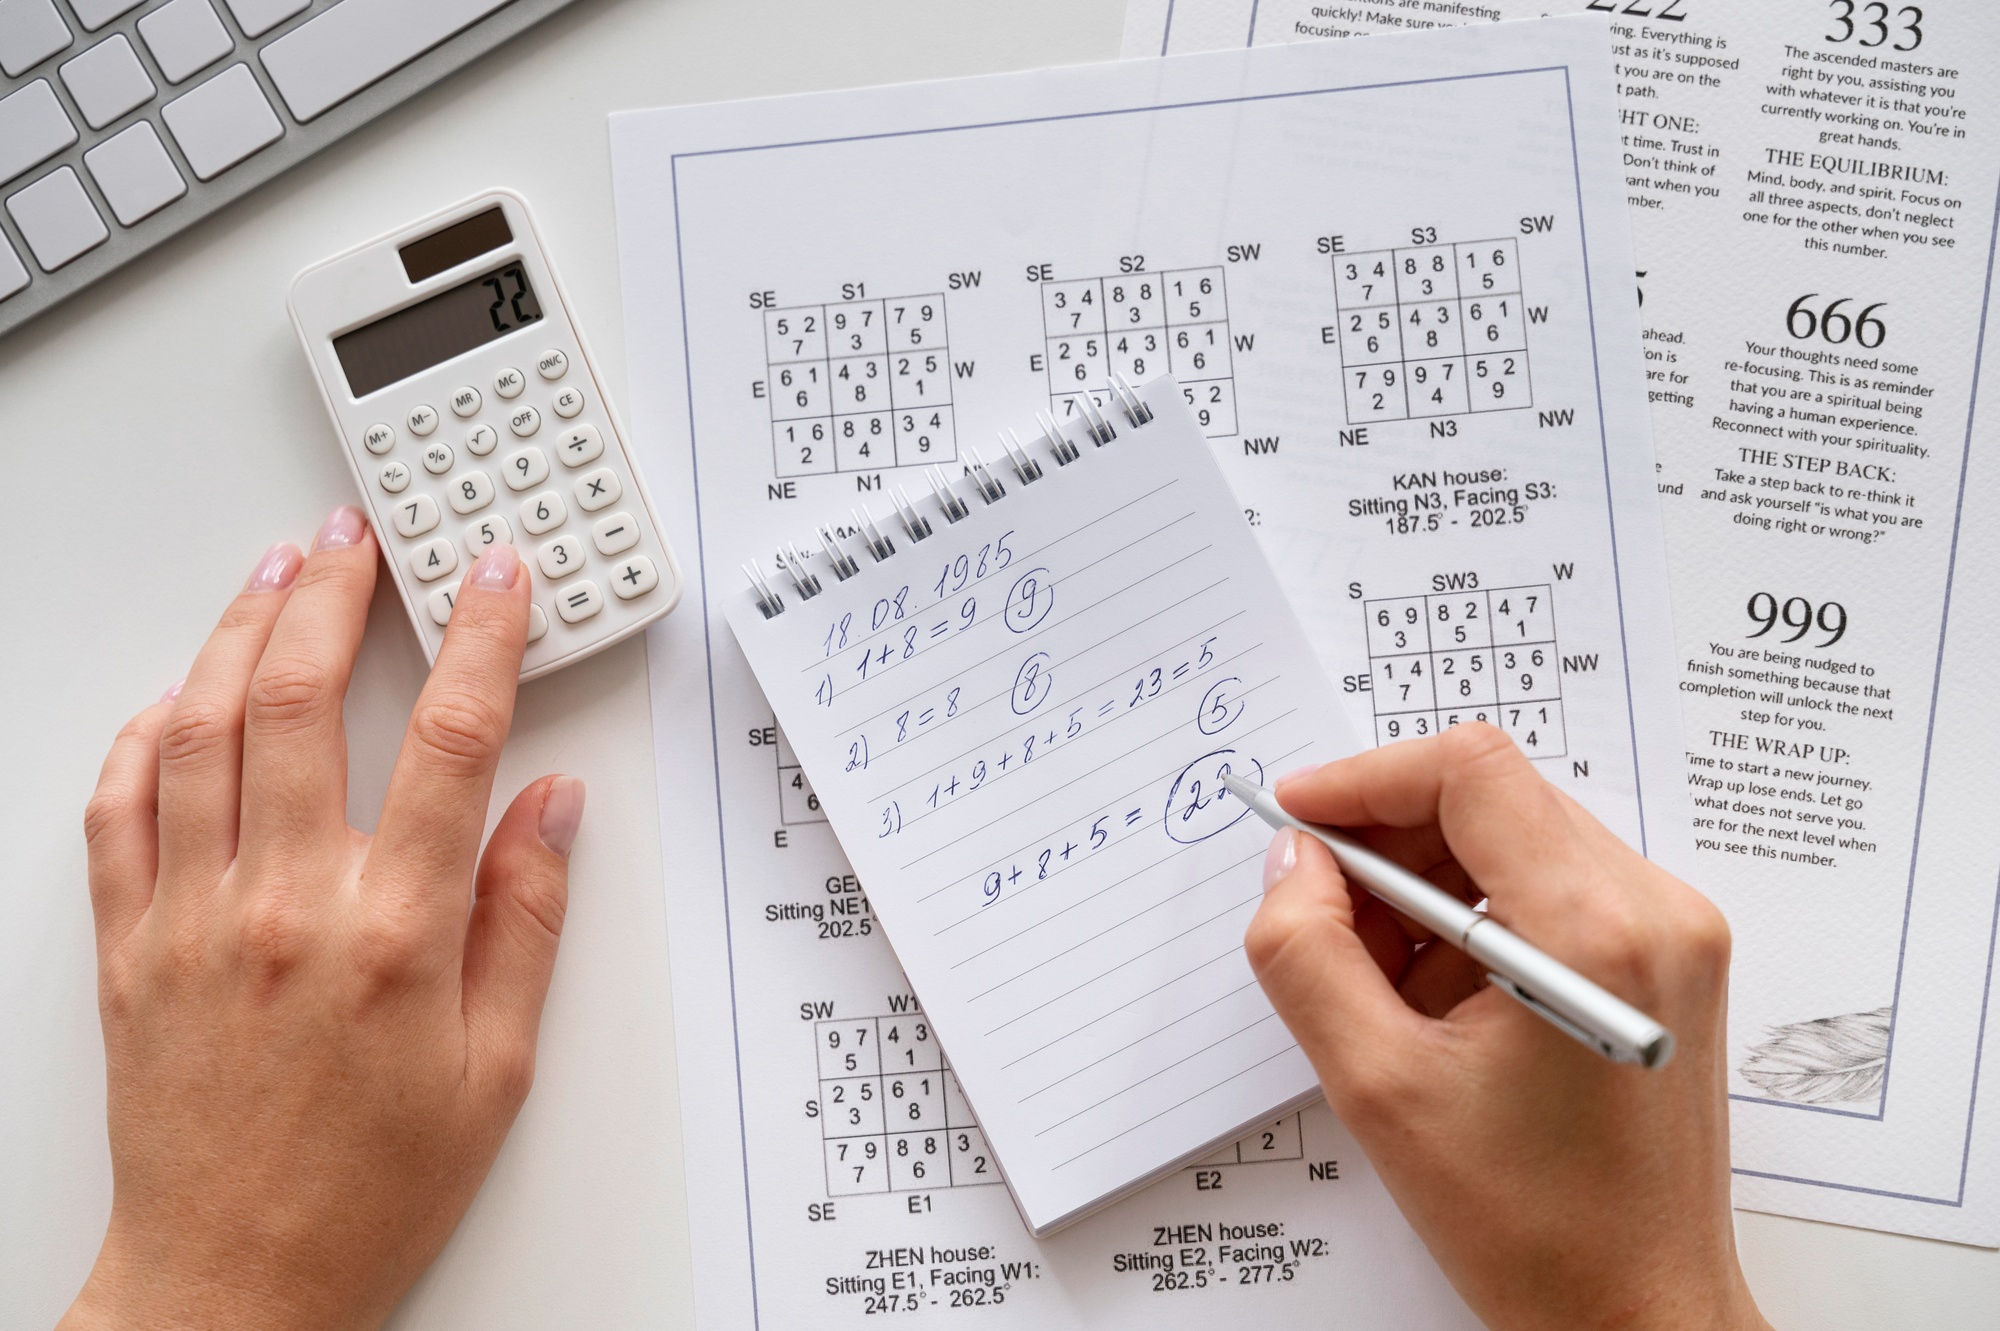 22.
ON/C
MC
MR
M-
M+
CE
OFF
√
%
+/-
÷
9
8
7
×
6
5
4
−
3
1
+
=
SE S1 SW
5 2 9 7 7 9
7 3 5
E 6 1 4 3 2 5 W
6 8 1
1 6 8 8 3 4
2 4 9
NE N1
SE S2 SW
3 4 8 8 1 6
7 3 5
E 2 5 4 3 6 1 W
6 8 6
7 5 2
9
NW
SE S3 SW
3 4 8 8 1 6
7 3 5
E 2 5 4 3 6 1 W
6 8 6
7 9 9 7 5 2
2 4 9
NE N3 NW
KAN house:
Sitting N3, Facing S3:
187.5° - 202.5°
S SW3 W
6 9 8 2 4 7
3 5 1
SE 1 4 2 5 3 6 NW
7 8 9
9 3 5 8 7 1
4
N
18.08.1985
1) 1+8=9 9
2) 8=8 8
3) 1+9+8+5=23=5
5
9+8+5= 22
SE
4
6
E
Sitting NE1
202.5°
SW W1
9 7 4 3
5 1
S 2 5 6 1
3 8
7 9 8 8 3
7 6 2
SE E1
ZHEN house:
Sitting E1, Facing W1:
247.5° - 262.5°
2
E2 NE
ZHEN house:
Sitting E2, Facing W2:
262.5° - 277.5°
are manifesting
quickly! Make sure
focusing
222
Everything is
as it's supposed
you are on the
path.
ONE:
time. Trust in
Don't think of
when you
333
The ascended masters are
right by you, assisting you
with whatever it is that you're
currently working on. You're in
great hands.
THE EQUILIBRIUM:
Mind, body, and spirit. Focus on
all three aspects, don't neglect
one for the other when you see
this number.
ahead.
is
are for
getting
666
Your thoughts need some
re-focusing. This is as reminder
that you are a spiritual being
having a human experience.
Reconnect with your spirituality.
THE STEP BACK:
Take a step back to re-think it
and ask yourself "is what you are
doing right or wrong?"
999
You are being nudged to
finish something because that
completion will unlock the next
step for you.
THE WRAP UP:
Time to start a new journey.
Wrap up lose ends. Let go
what does not serve you.
are for the next level when
you see this number.